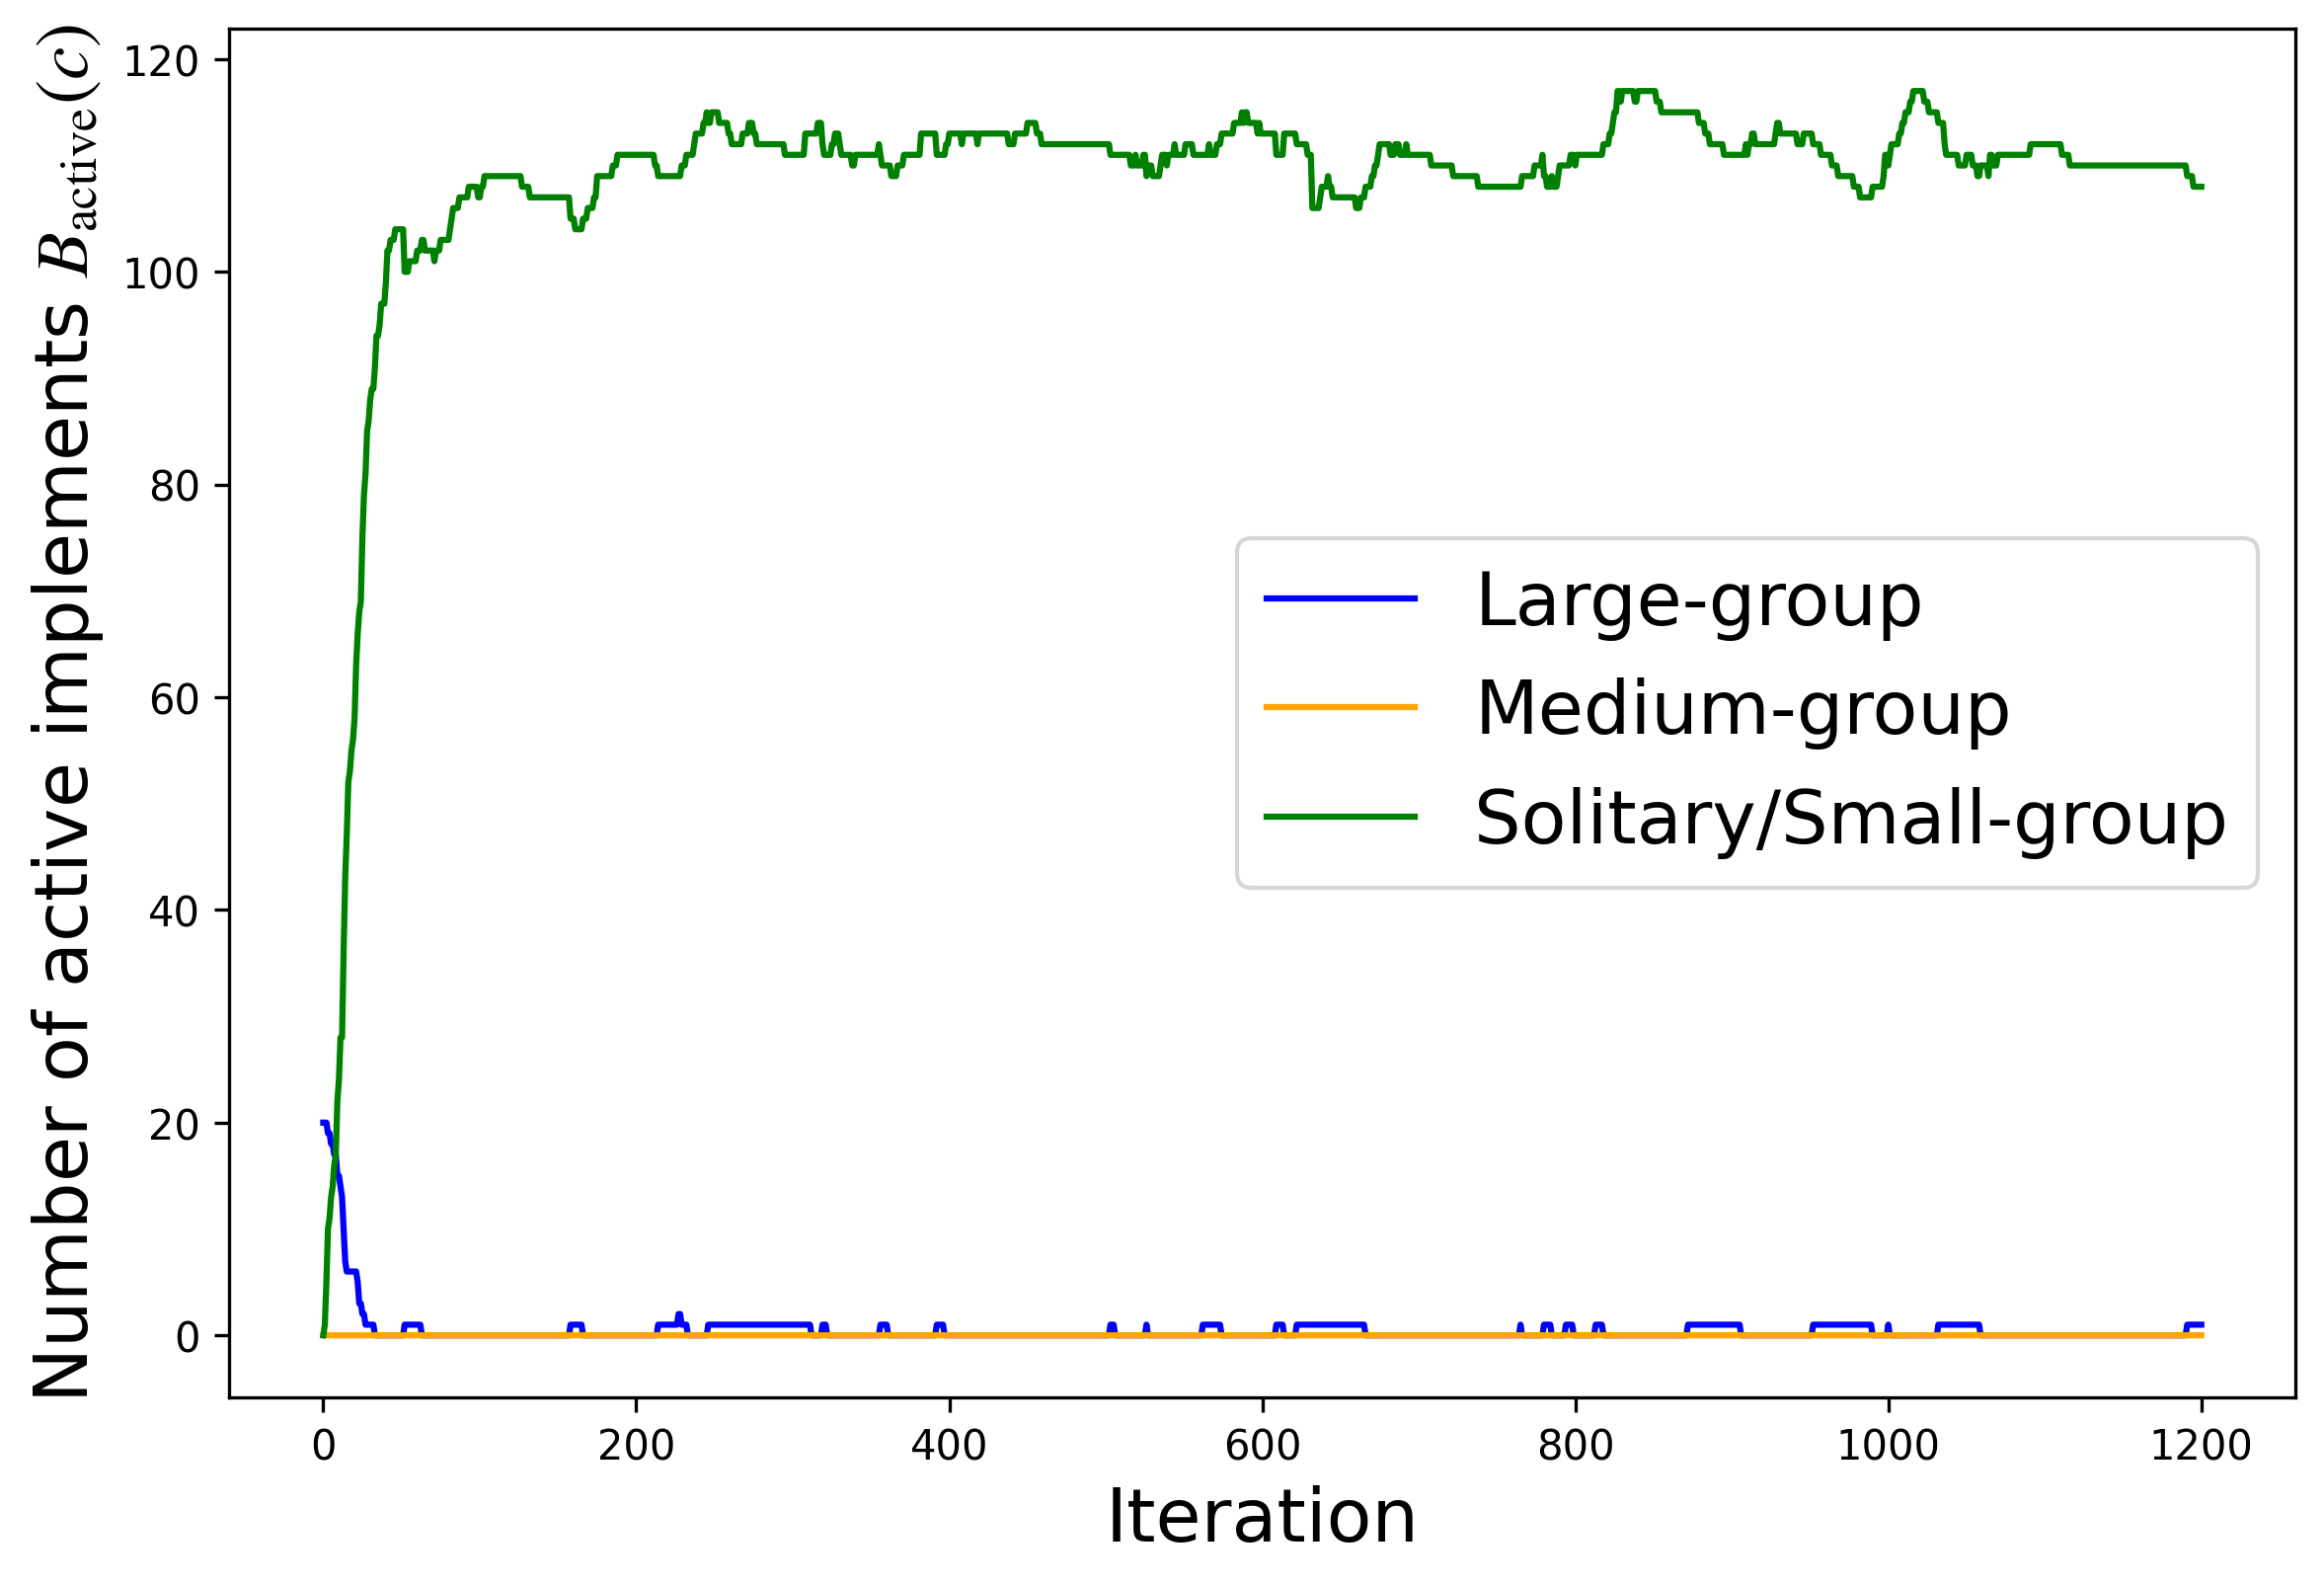 Number of active implements B_active(c)
120
100
80
60
40
20
0
Large-group
Medium-group
Solitary/Small-group
0 200 400 600 800 1000 1200
Iteration